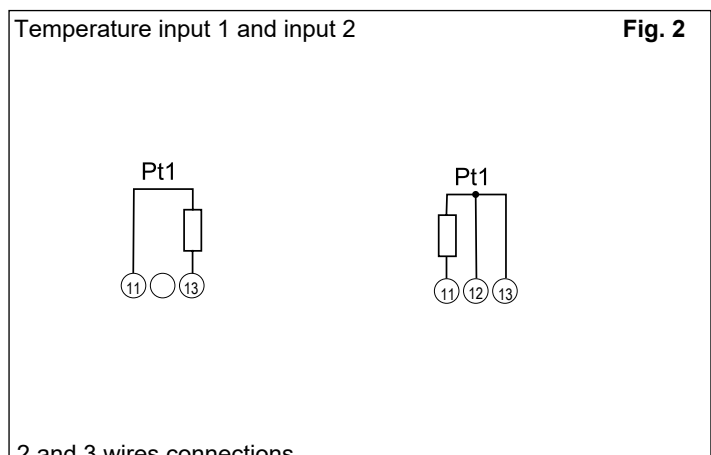 Temperature input 1 and input 2 Fig. 2
Pt1 Pt1
11 13 11 12 13
2 and 3 wires connections